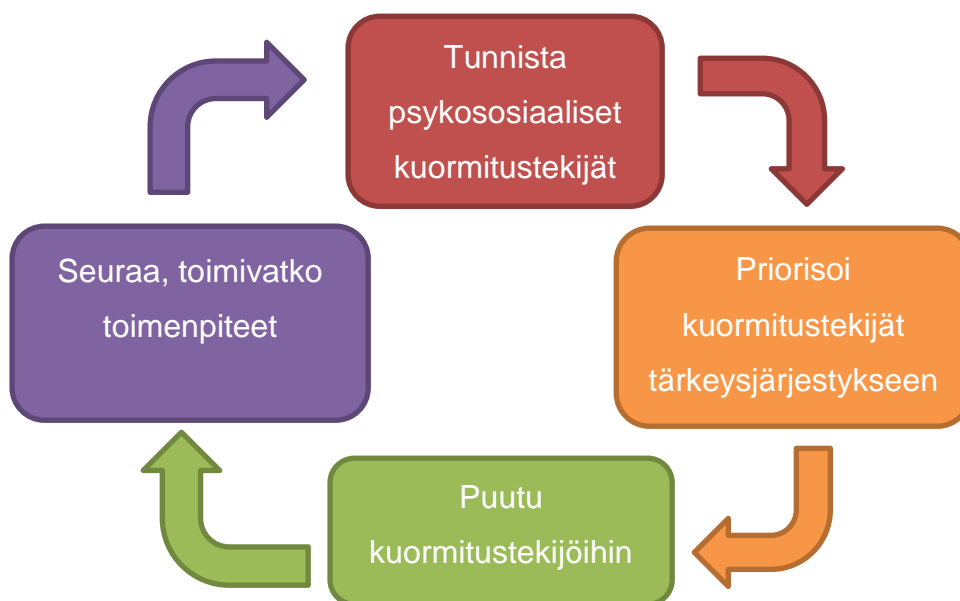 Tunnista
psykososiaaliset
kuormitustekijät
Priorisoi
kuormitustekijät
tärkeysjärjestykseen
Puutu
kuormitustekijöihin
Seuraa, toimivatko
toimenpiteet